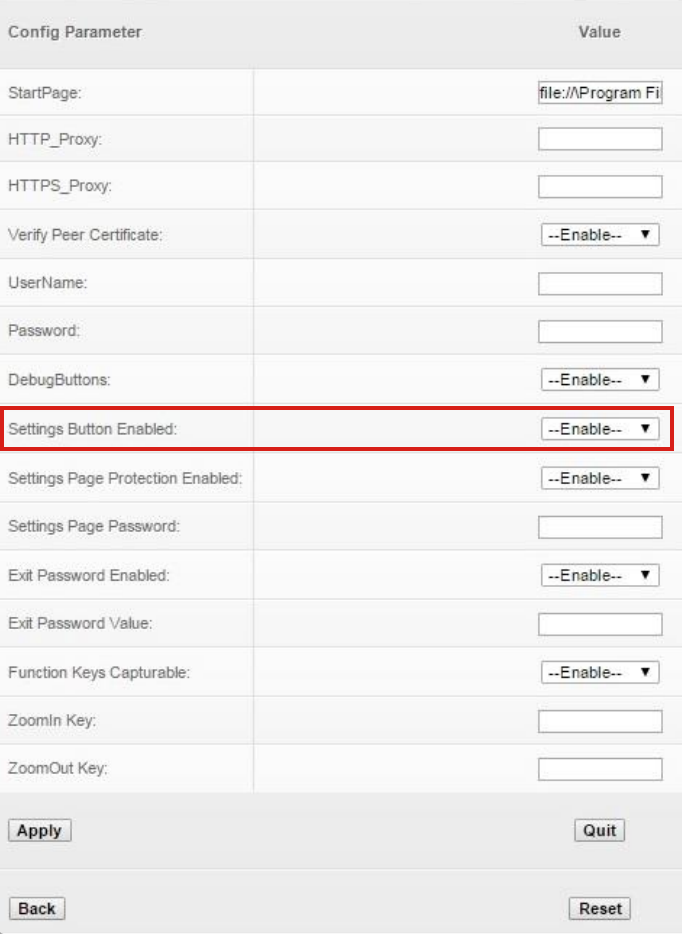 Config Parameter Value
StartPage: file://\Program Fi
HTTP_Proxy:
HTTPS_Proxy:
Verify Peer Certificate: --Enable--
UserName:
Password:
DebugButtons: --Enable--
Settings Button Enabled: --Enable--
Settings Page Protection Enabled: --Enable--
Settings Page Password:
Exit Password Enabled: --Enable--
Exit Password Value:
Function Keys Capturable: --Enable--
ZoomIn Key:
ZoomOut Key:
Apply Quit
Back Reset